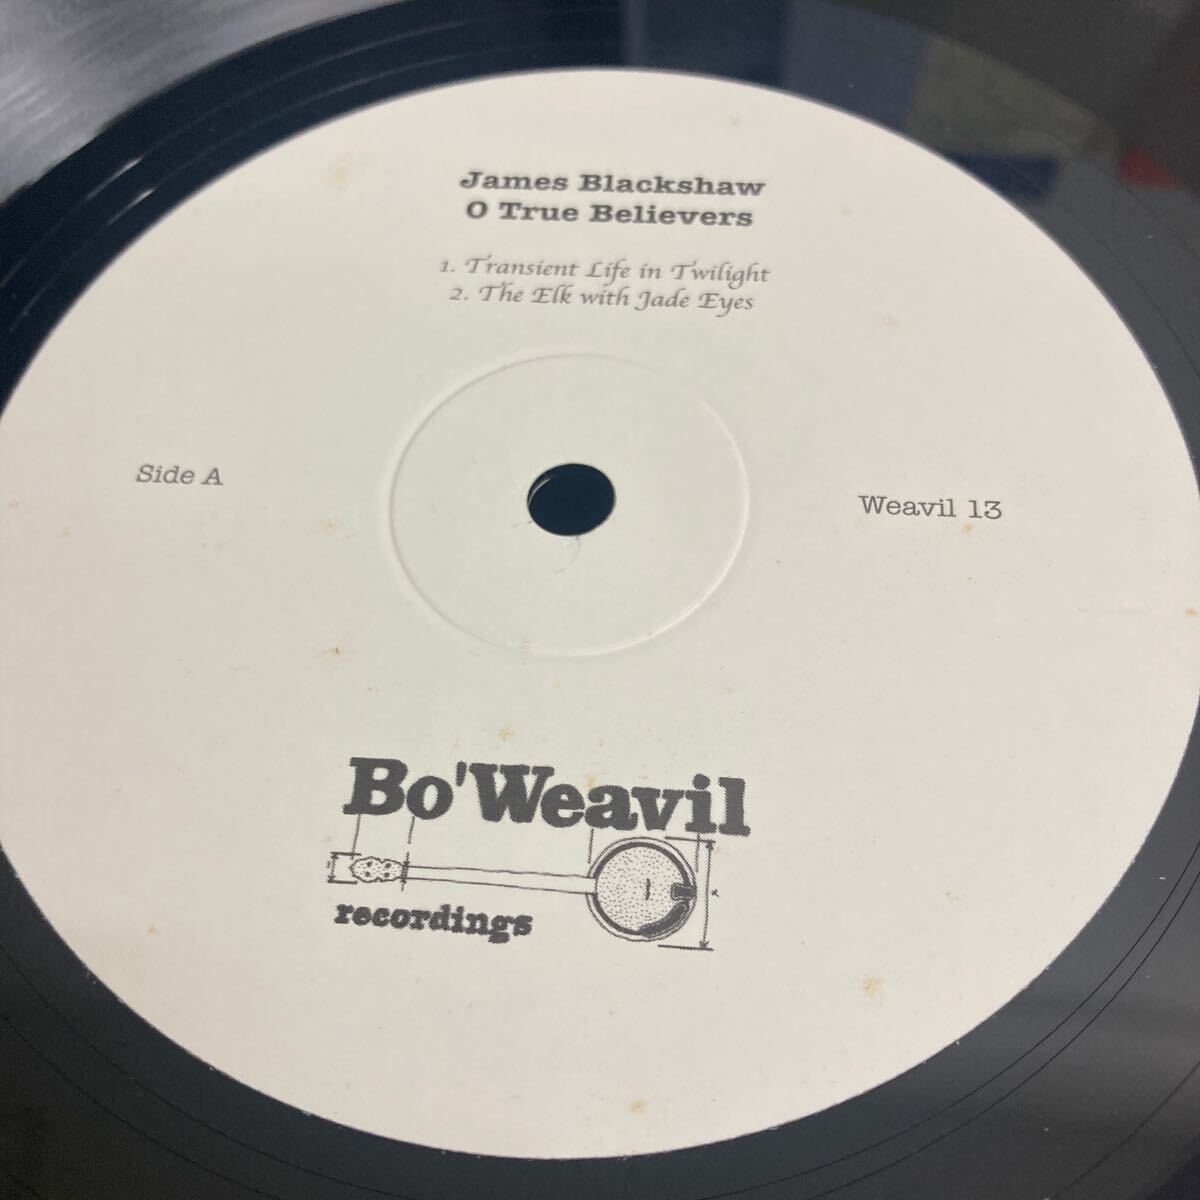 James Blackshaw
O True Believers
1. Transient Life in Twilight
2. The Elk with Jade Eyes
Side A
Weavil 13
Bo'Weavil
recordings